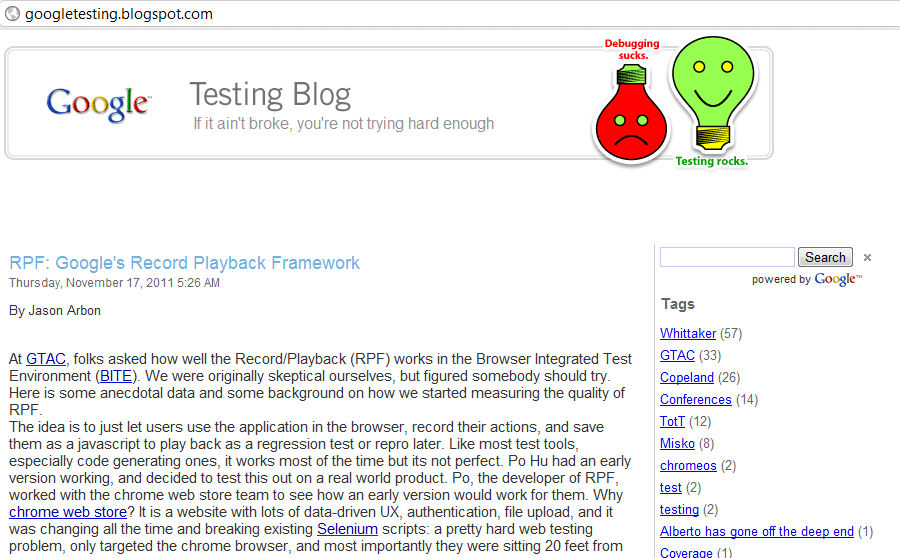 googletesting.blogspot.com
Google™
Testing Blog
If it ain't broke, you're not trying hard enough
Debugging
sucks.
Testing rocks.
RPF: Google's Record Playback Framework
Thursday, November 17, 2011 5:26 AM
By Jason Arbon
At GTAC, folks asked how well the Record/Playback (RPF) works in the Browser Integrated Test
Environment (BITE). We were originally skeptical ourselves, but figured somebody should try.
Here is some anecdotal data and some background on how we started measuring the quality of
RPF.
The idea is to just let users use the application in the browser, record their actions, and save
them as a javascript to play back as a regression test or repro later. Like most test tools,
especially code generating ones, it works most of the time but its not perfect. Po Hu had an early
version working, and decided to test this out on a real world product. Po, the developer of RPF,
worked with the chrome web store team to see how an early version would work for them. Why
chrome web store? It is a website with lots of data-driven UX, authentication, file upload, and it
was changing all the time and breaking existing Selenium scripts: a pretty hard web testing
problem, only targeted the chrome browser, and most importantly they were sitting 20 feet from
Search ×
powered by Google™
Tags
Whittaker (57)
GTAC (33)
Copeland (26)
Conferences (14)
TotT (12)
Misko (8)
chromeos (2)
test (2)
testing (2)
Alberto has gone off the deep end (1)
Coverage (1)